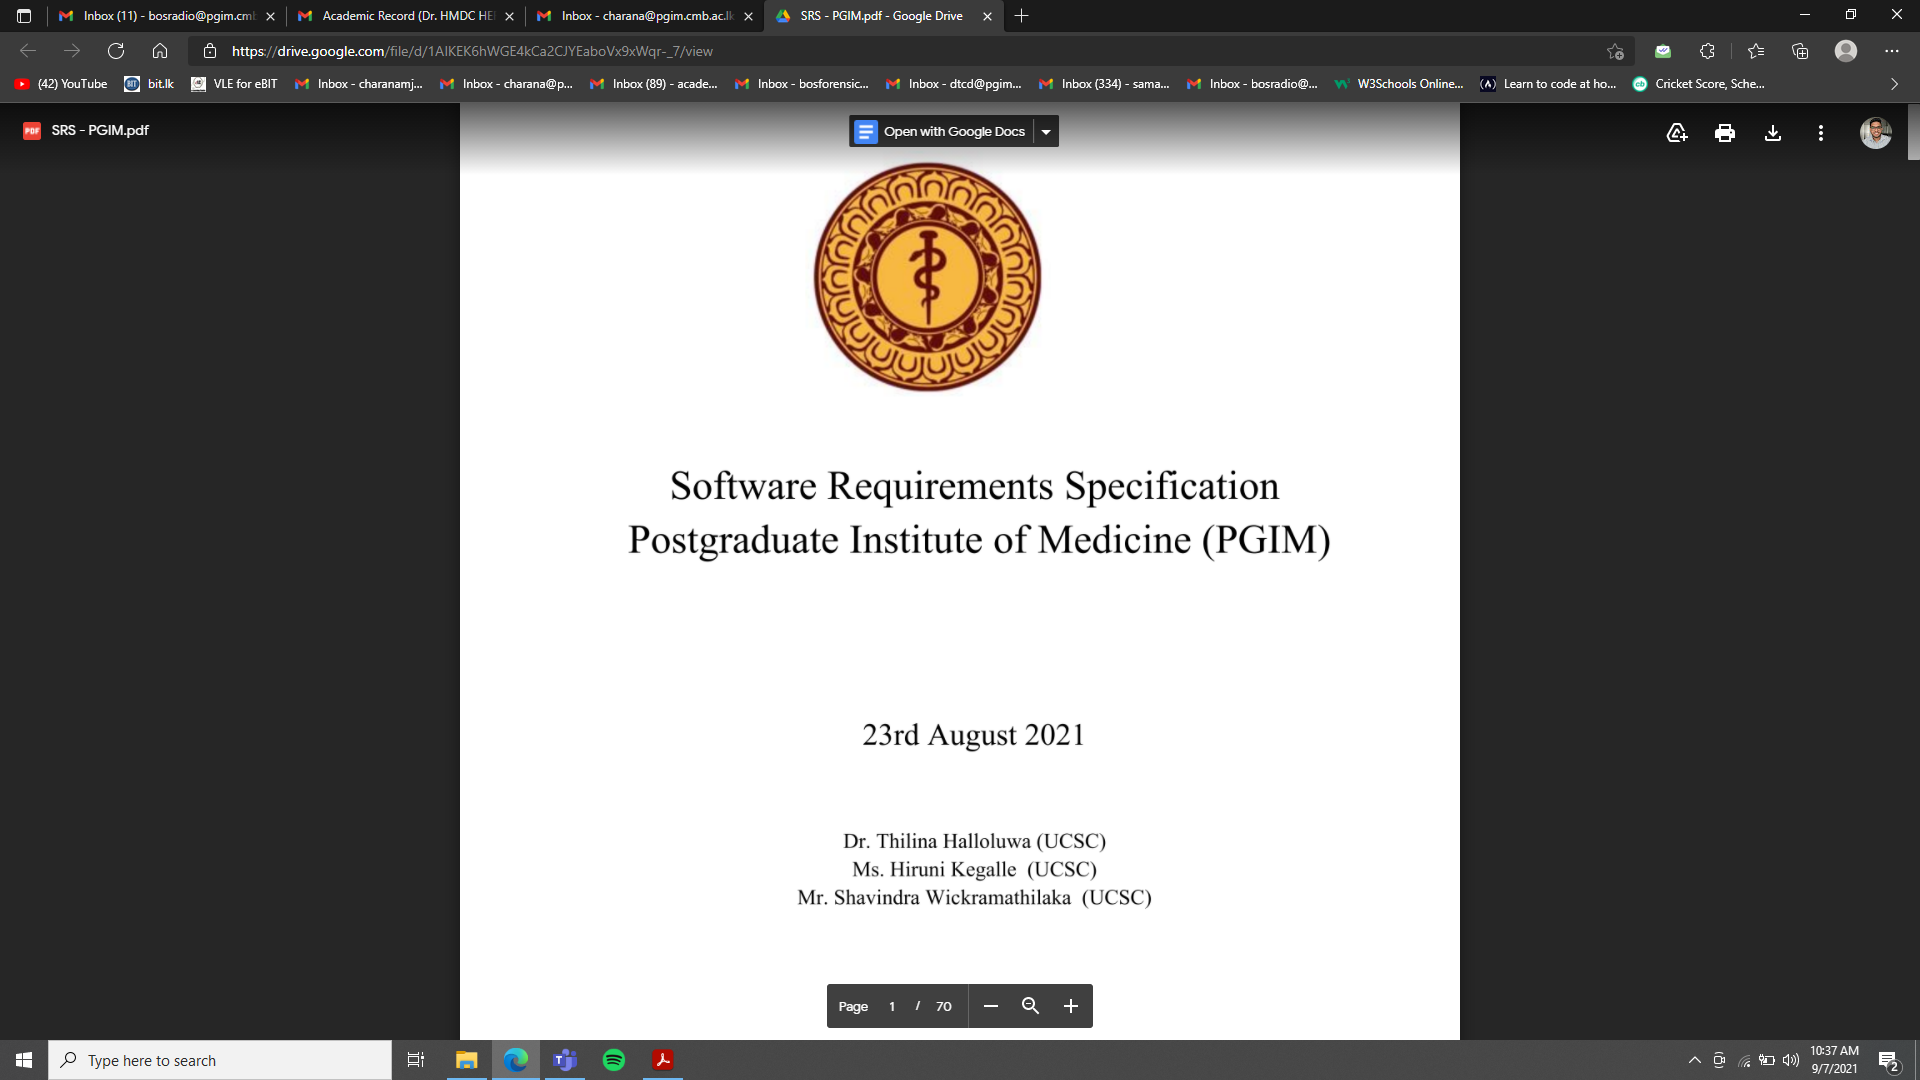 Inbox (11) - bosradio@pgim.cmb
Academic Record (Dr. HMDC HE
Inbox - charana@pgim.cmb.ac.lk
SRS - PGIM.pdf - Google Drive
https://drive.google.com/file/d/1AIKEK6hWGE4kCa2CJYEaboVx9xWqr-_7/view
(42) YouTube
bit.lk
VLE for eBIT
Inbox - charanamj...
Inbox - charana@p...
Inbox (89) - acade...
Inbox - bosforensic...
Inbox - dtcd@pgim...
Inbox (334) - sama...
Inbox - bosradio@...
W3Schools Online...
Learn to code at ho...
Cricket Score, Sche...
PDF
SRS - PGIM.pdf
Open with Google Docs
Software Requirements Specification
Postgraduate Institute of Medicine (PGIM)
23rd August 2021
Dr. Thilina Halloluwa (UCSC)
Ms. Hiruni Kegalle (UCSC)
Mr. Shavindra Wickramathilaka (UCSC)
Page 1 / 70
Type here to search
10:37 AM
9/7/2021
2